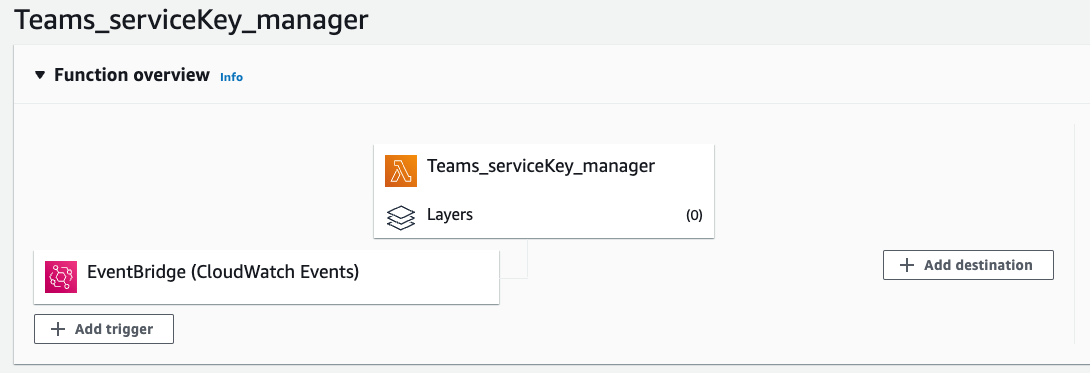 Teams_serviceKey_manager
Function overview Info
Teams_serviceKey_manager
Layers (0)
EventBridge (CloudWatch Events)
Add destination
Add trigger